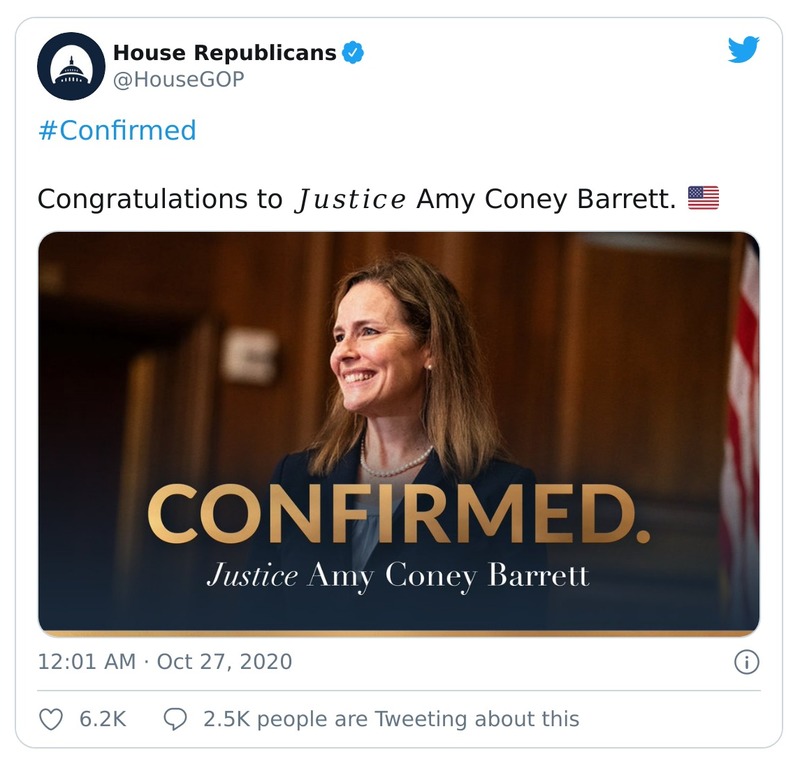 House Republicans
@HouseGOP
#Confirmed
Congratulations to 𝐽𝑢𝑠𝑡𝑖𝑐𝑒 Amy Coney Barrett. 🇺🇸
CONFIRMED.
Justice Amy Coney Barrett
12:01 AM · Oct 27, 2020
6.2K 2.5K people are Tweeting about this